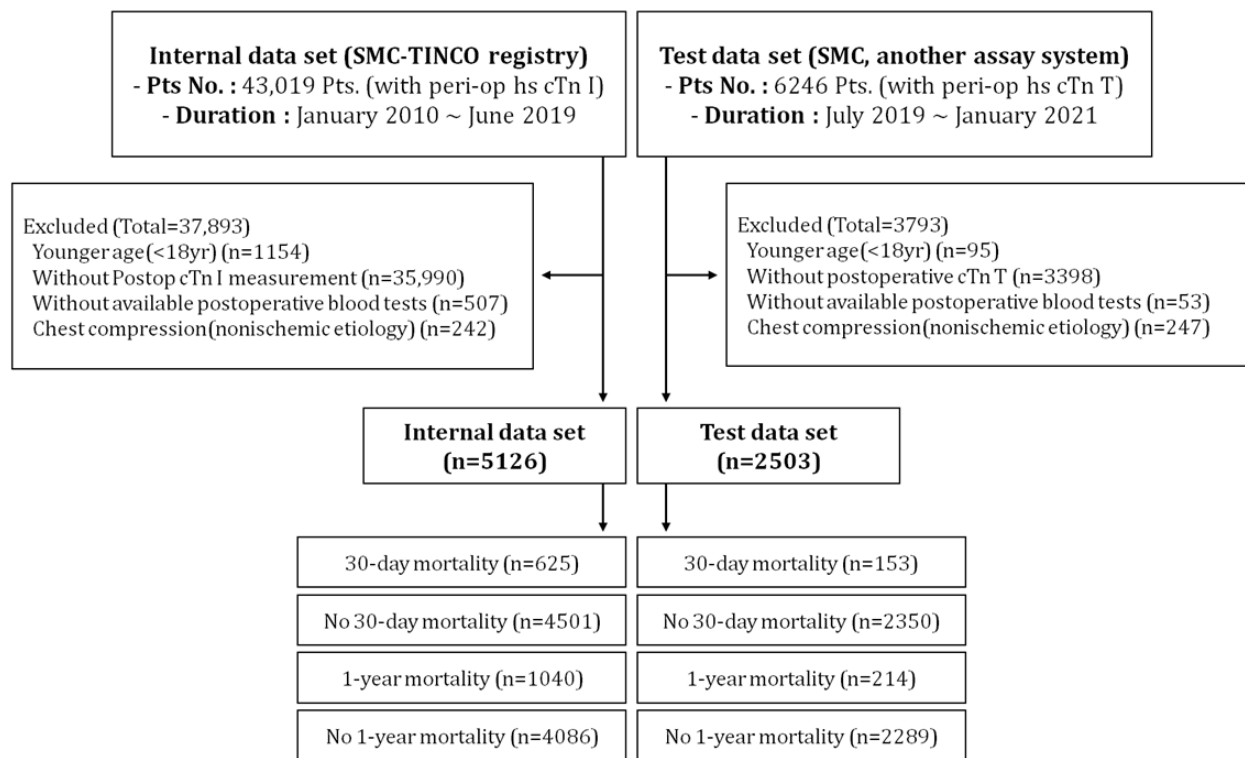 Internal data set (SMC-TINCO registry)
- Pts No. : 43,019 Pts. (with peri-op hs cTn I)
- Duration : January 2010 ~ June 2019
Test data set (SMC, another assay system)
- Pts No. : 6246 Pts. (with peri-op hs cTn T)
- Duration : July 2019 ~ January 2021
Excluded (Total=37,893)
Younger age(<18yr) (n=1154)
Without Postop cTn I measurement (n=35,990)
Without available postoperative blood tests (n=507)
Chest compression(nonischemic etiology) (n=242)
Excluded (Total=3793)
Younger age(<18yr) (n=95)
Without postoperative cTn T (n=3398)
Without available postoperative blood tests (n=53)
Chest compression(nonischemic etiology) (n=247)
Internal data set
(n=5126)
Test data set
(n=2503)
30-day mortality (n=625)
30-day mortality (n=153)
No 30-day mortality (n=4501)
No 30-day mortality (n=2350)
1-year mortality (n=1040)
1-year mortality (n=214)
No 1-year mortality (n=4086)
No 1-year mortality (n=2289)